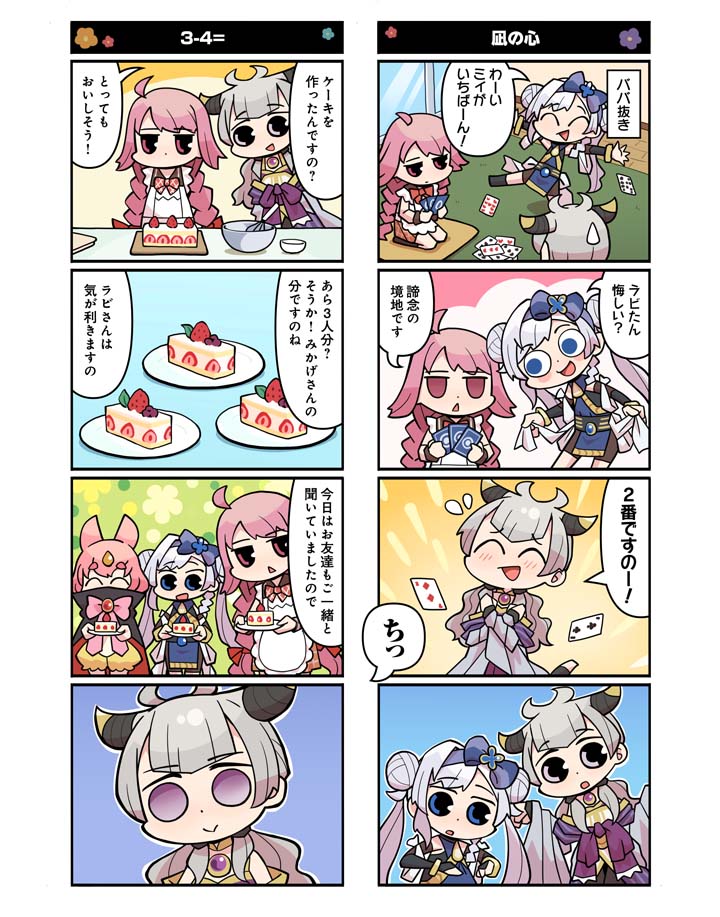 凪の心
ババ抜き
わーい
ミィが
いちばーん!
ラビたん
悔しい?
諦念の
境地です
2番ですのー!
ちっ
3-4=
ケーキを
作ったんですの?
とっても
おいしそう!
あら3人分?
そうか!みかげさんの
分ですのね
ラビさんは
気が利きますの
今日はお友達もご一緒と
聞いていましたので